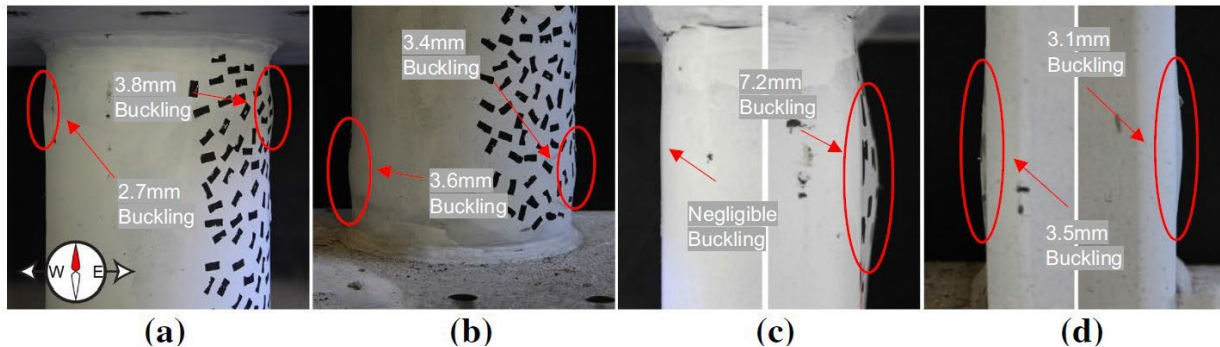 3.8mm
Buckling
2.7mm
Buckling
W E
(a)
3.4mm
Buckling
3.6mm
Buckling
(b)
7.2mm
Buckling
Negligible
Buckling
(c)
3.1mm
Buckling
3.5mm
Buckling
(d)